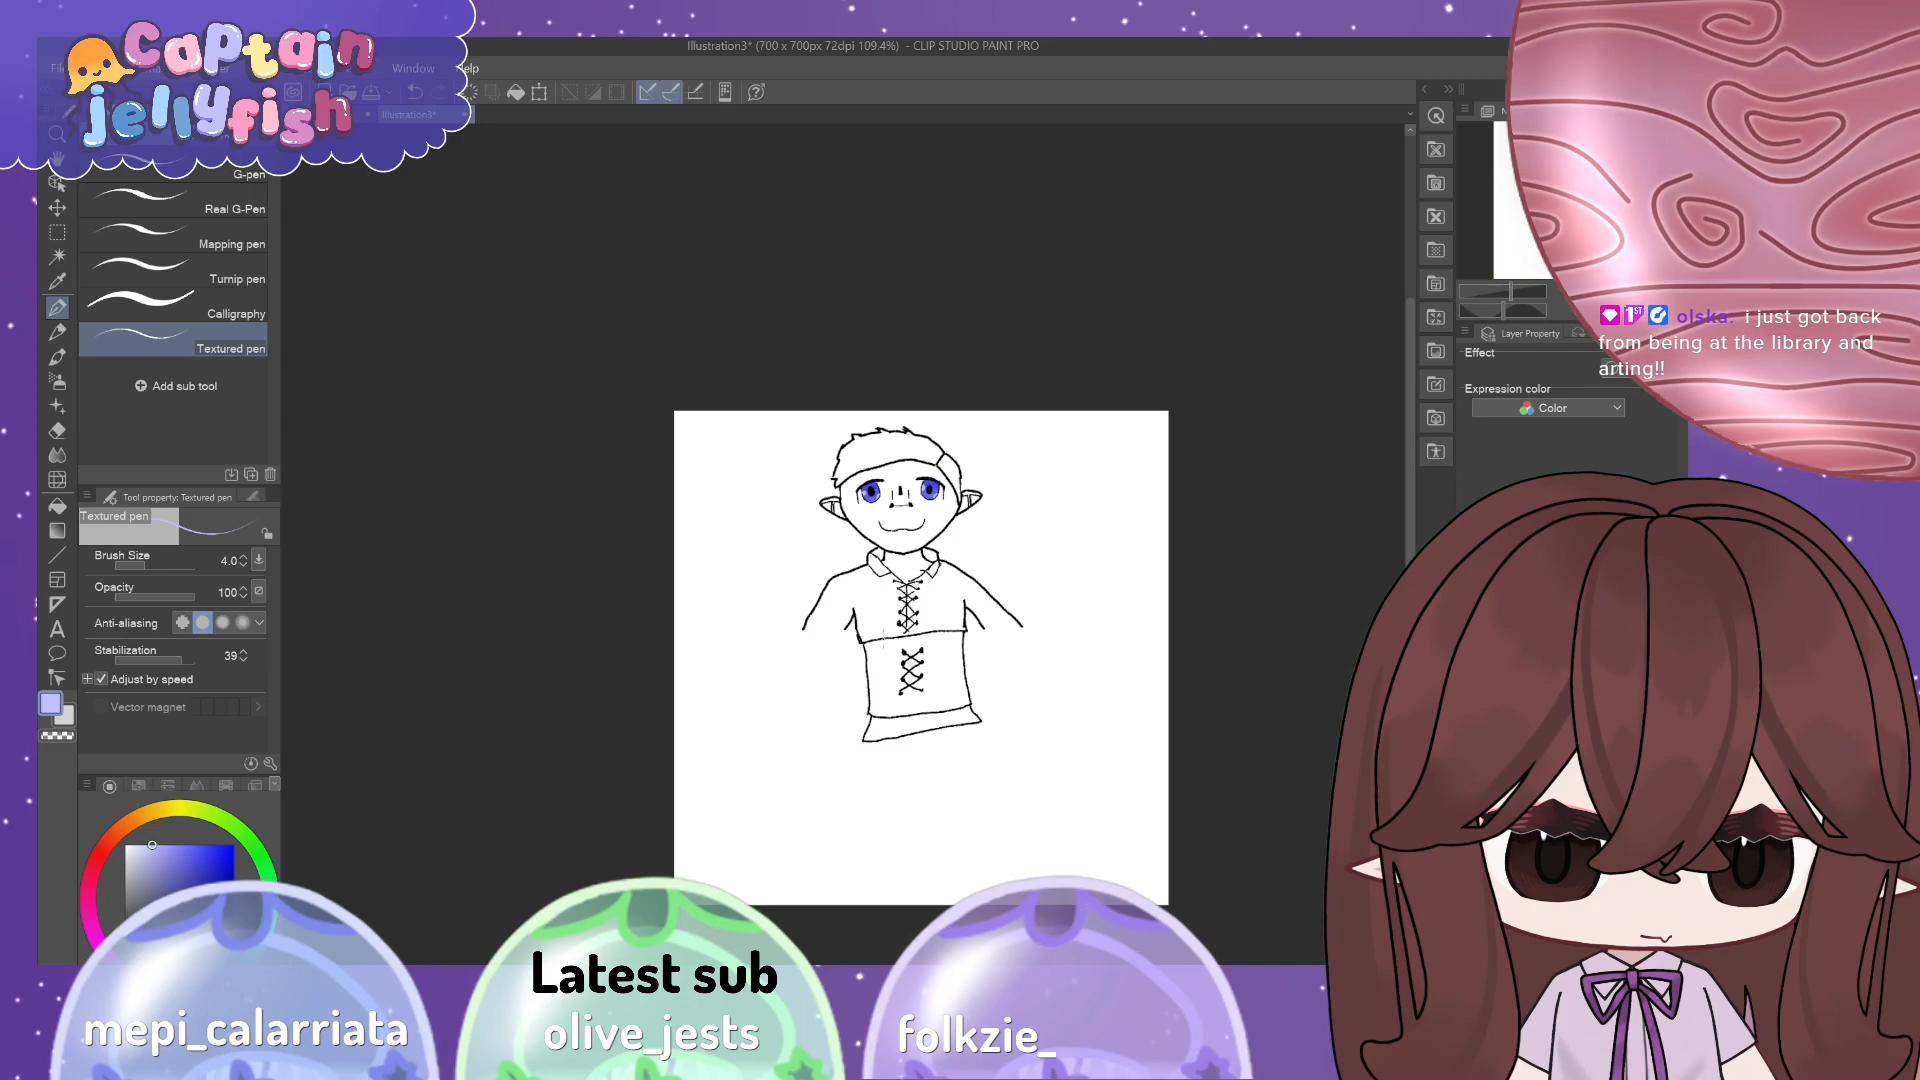 Captain
jellyfish
Illustration3* (700 x 700px 72dpi 109.4%) - CLIP STUDIO PAINT PRO
Window
Illustration3*
G-pen
Real G-Pen
Mapping pen
Turnip pen
Calligraphy
Textured pen
Add sub tool
Tool property: Textured pen
Textured pen
Brush Size 4.0
Opacity 100
Anti-aliasing
Stabilization 39
Adjust by speed
Vector magnet
Layer Property
Effect
Expression color
Color
olska: i just got back
from being at the library and
arting!!
mepi_calarriata
Latest sub
olive_jests
folkzie_